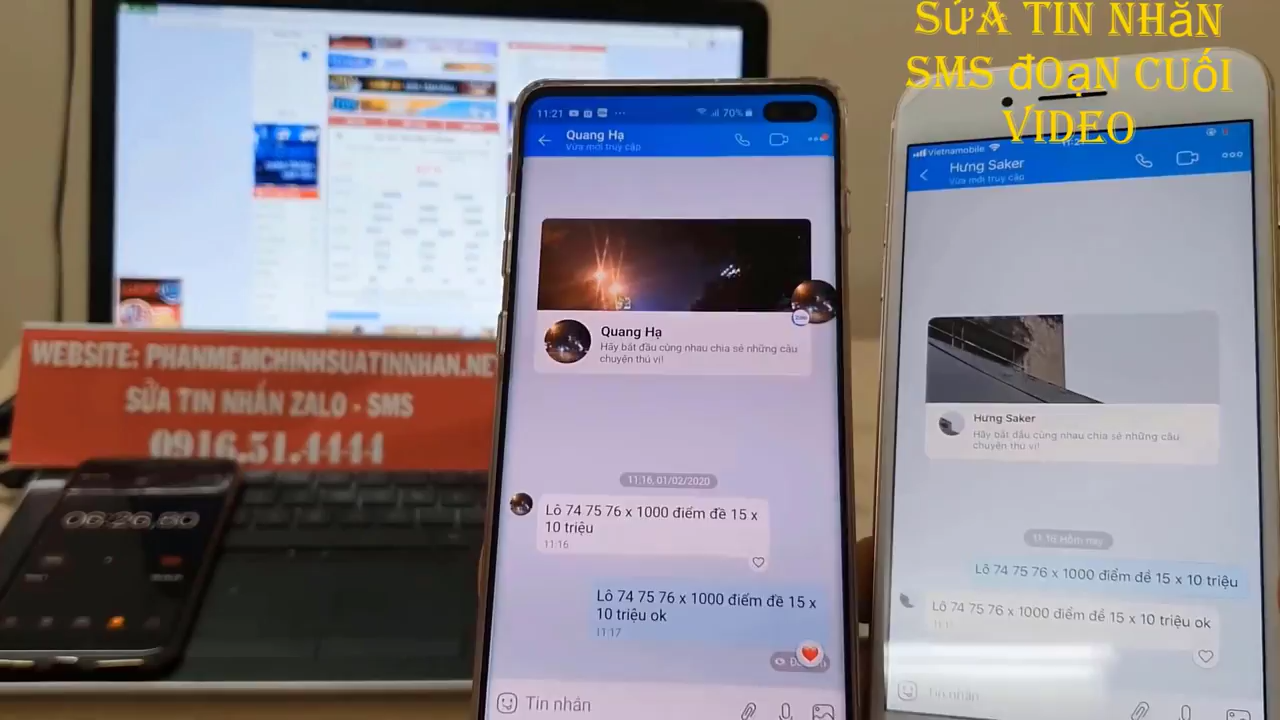 SỬA TIN NHẮN
SMS ĐOẠN CUỐI
VIDEO
WEBSITE: PHANMEMCHINHSUATINNHAN.NE
SỬA TIN NHẮN ZALO - SMS
0916.51.4444
06:26,50
11:21
70%
Quang Hạ
Vừa mới truy cập
Quang Hạ
Hãy bắt đầu cùng nhau chia sẻ những câu
chuyện thú vị!
11:16, 01/02/2020
Lô 74 75 76 x 1000 điểm đề 15 x
10 triệu
11:16
Lô 74 75 76 x 1000 điểm đề 15 x
10 triệu ok
11:17
Tin nhắn
Vietnamobile
Hưng Saker
Vừa mới truy cập
Hưng Saker
Hãy bắt đầu cùng nhau chia sẻ những câu
chuyện thú vị!
11:16 Hôm nay
Lô 74 75 76 x 1000 điểm đề 15 x 10 triệu
Lô 74 75 76 x 1000 điểm đề 15 x 10 triệu ok
Tin nhắn